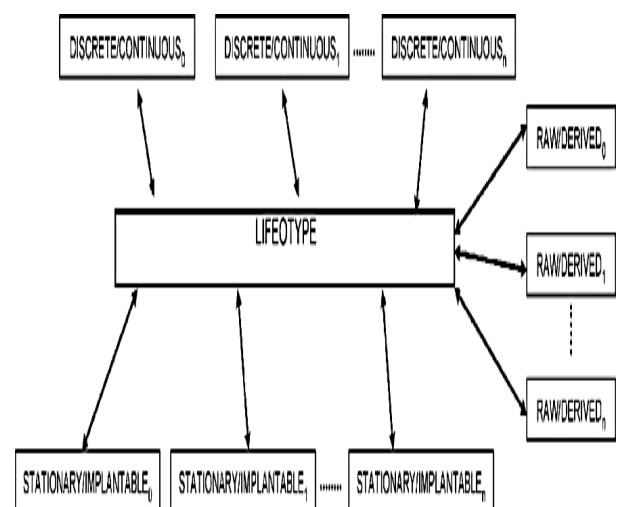 DISCRETE/CONTINUOUS₀ DISCRETE/CONTINUOUS₁ ........ DISCRETE/CONTINUOUSₙ
RAW/DERIVED₀
LIFEOTYPE
RAW/DERIVED₁
RAW/DERIVEDₙ
STATIONARY/IMPLANTABLE₀ STATIONARY/IMPLANTABLE₁ ........ STATIONARY/IMPLANTABLEₙ